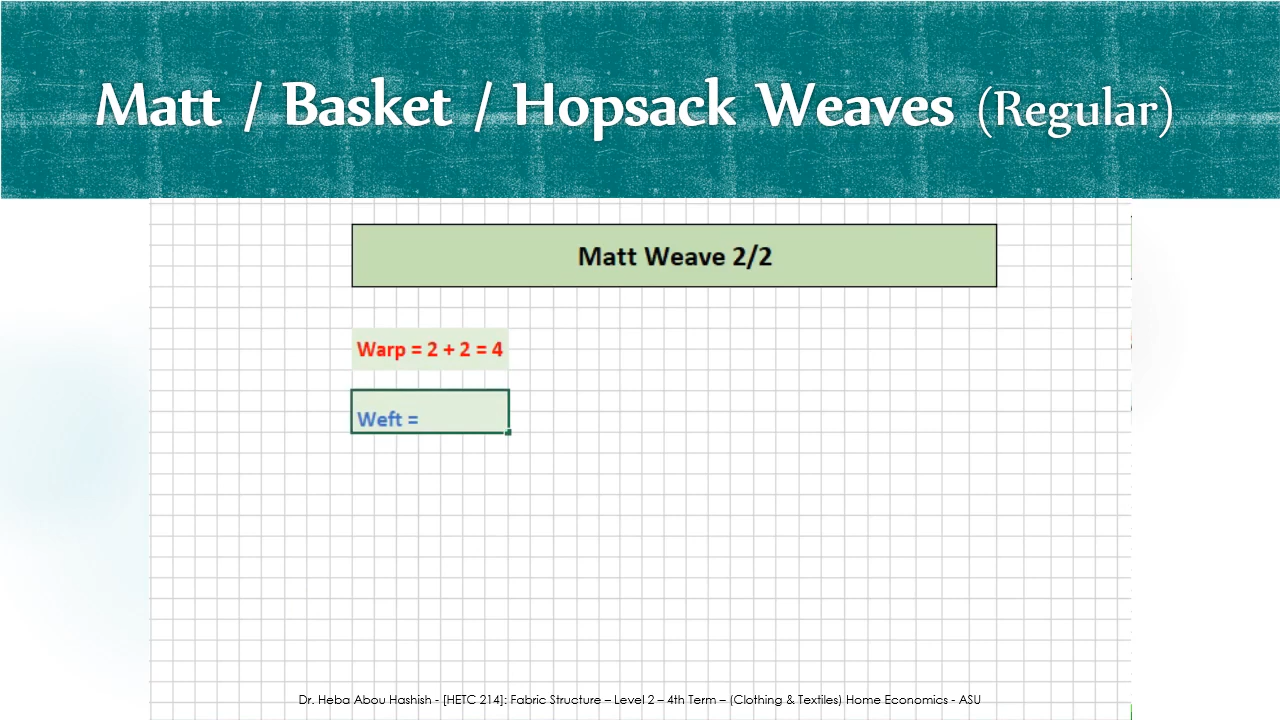 Matt / Basket / Hopsack Weaves (Regular)
Matt Weave 2/2
Warp = 2 + 2 = 4
Weft =
Dr. Heba Abou Hashish - [HETC 214]: Fabric Structure – Level 2 – 4th Term – (Clothing & Textiles) Home Economics - ASU